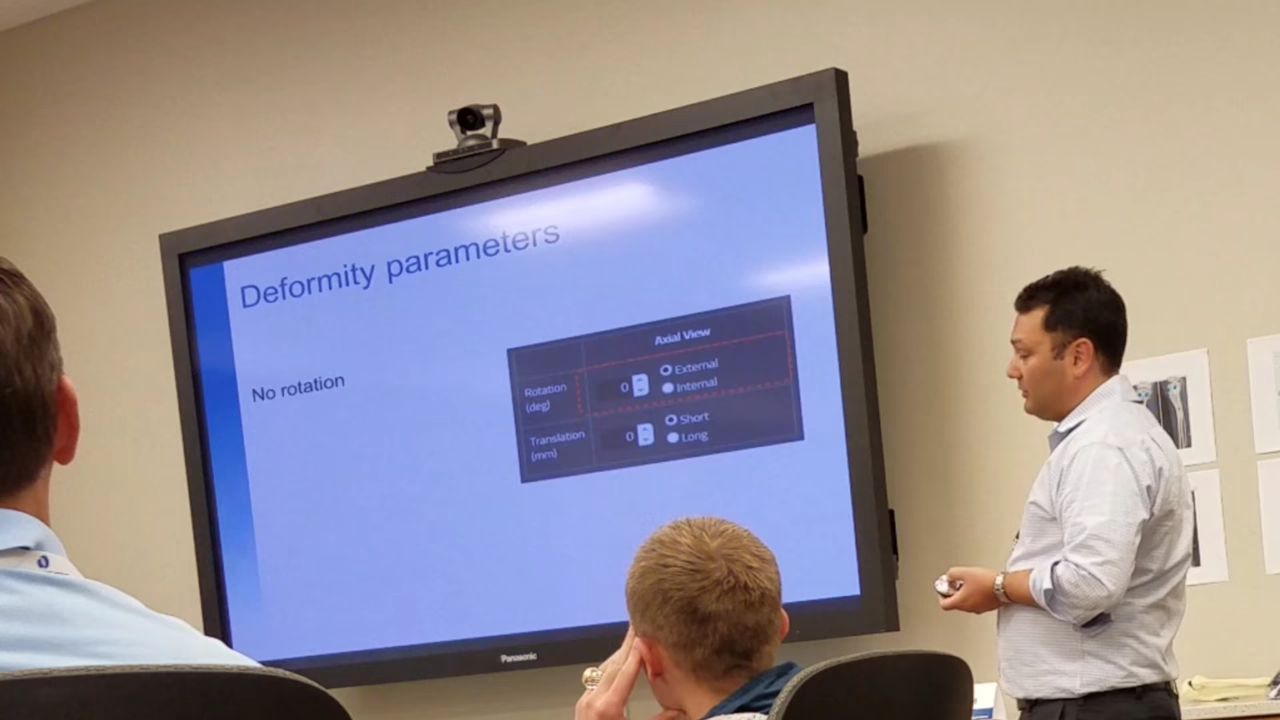 Deformity parameters
No rotation
Axial View
Rotation
(deg)
0
External
Internal
Translation
(mm)
0
Short
Long
Panasonic